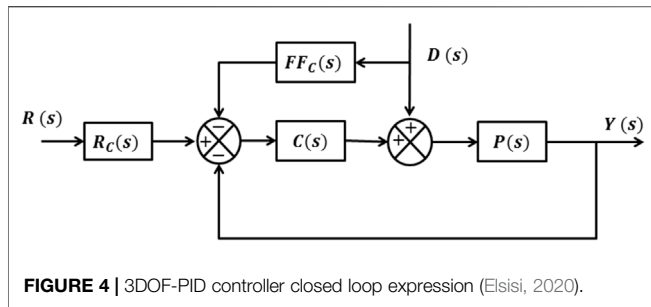 FF_C(s)
D (s)
R (s)
R_C(s)
+
−
−
C(s)
+
+
P(s)
Y (s)
FIGURE 4 | 3DOF-PID controller closed loop expression (Elsisi, 2020).